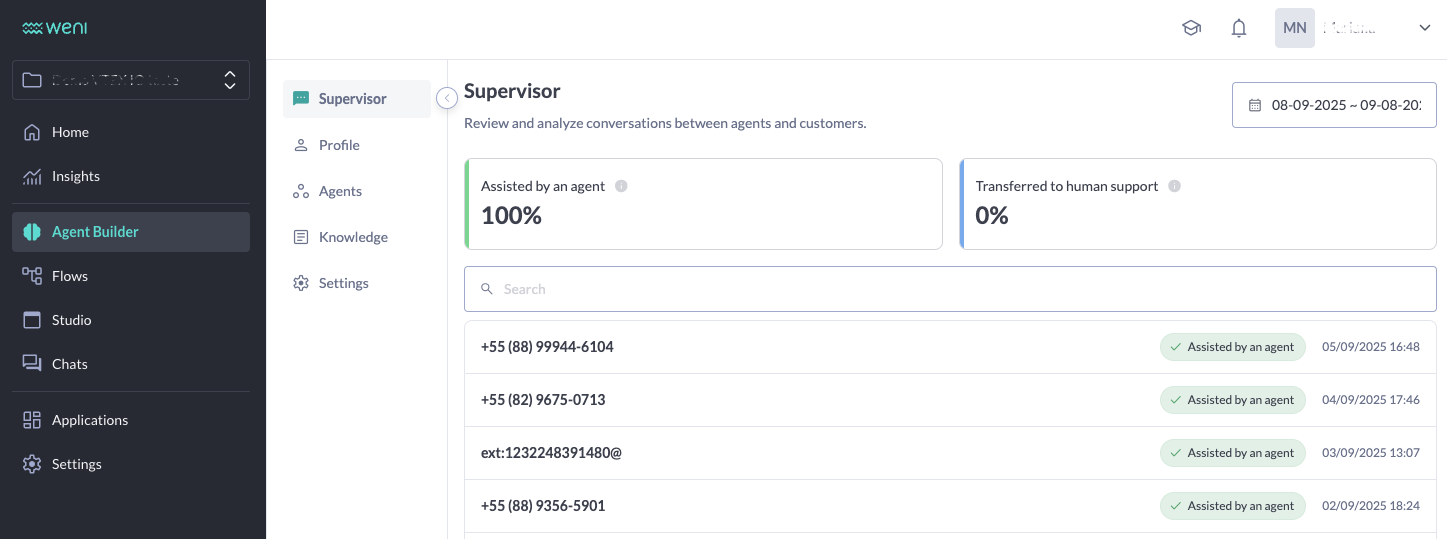 weni
Home
Insights
Agent Builder
Flows
Studio
Chats
Applications
Settings
MN
Supervisor
Profile
Agents
Knowledge
Settings
Supervisor
Review and analyze conversations between agents and customers.
08-09-2025 ~ 09-08-202
Assisted by an agent
100%
Transferred to human support
0%
Search
+55 (88) 99944-6104 Assisted by an agent 05/09/2025 16:48
+55 (82) 9675-0713 Assisted by an agent 04/09/2025 17:46
ext:1232248391480@ Assisted by an agent 03/09/2025 13:07
+55 (88) 9356-5901 Assisted by an agent 02/09/2025 18:24